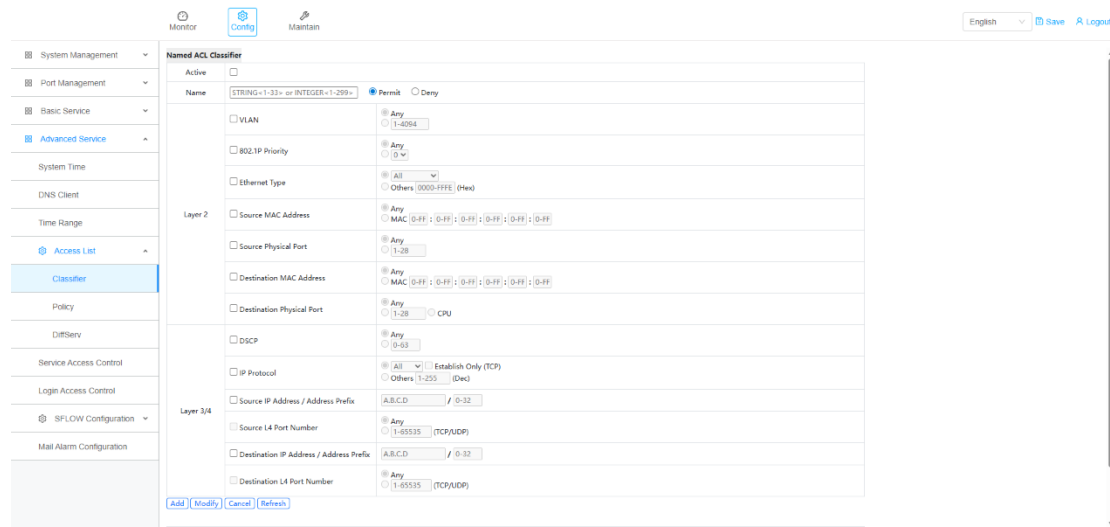 Monitor
Config
Maintain
English
Save
Logout
System Management
Port Management
Basic Service
Advanced Service
System Time
DNS Client
Time Range
Access List
Classifier
Policy
DiffServ
Service Access Control
Login Access Control
SFLOW Configuration
Mail Alarm Configuration
Named ACL Classifier
Active
Name STRING<1-33> or INTEGER<1-299> Permit Deny
Layer 2
VLAN
Any
1-4094
802.1P Priority
Any
0
Ethernet Type
All
Others 0000-FFFE (Hex)
Source MAC Address
Any
MAC 0-FF : 0-FF : 0-FF : 0-FF : 0-FF : 0-FF
Source Physical Port
Any
1-28
Destination MAC Address
Any
MAC 0-FF : 0-FF : 0-FF : 0-FF : 0-FF : 0-FF
Destination Physical Port
Any
1-28 CPU
Layer 3/4
DSCP
Any
0-63
IP Protocol
All Establish Only (TCP)
Others 1-255 (Dec)
Source IP Address / Address Prefix A.B.C.D / 0-32
Source L4 Port Number
Any
1-65535 (TCP/UDP)
Destination IP Address / Address Prefix A.B.C.D / 0-32
Destination L4 Port Number
Any
1-65535 (TCP/UDP)
Add Modify Cancel Refresh